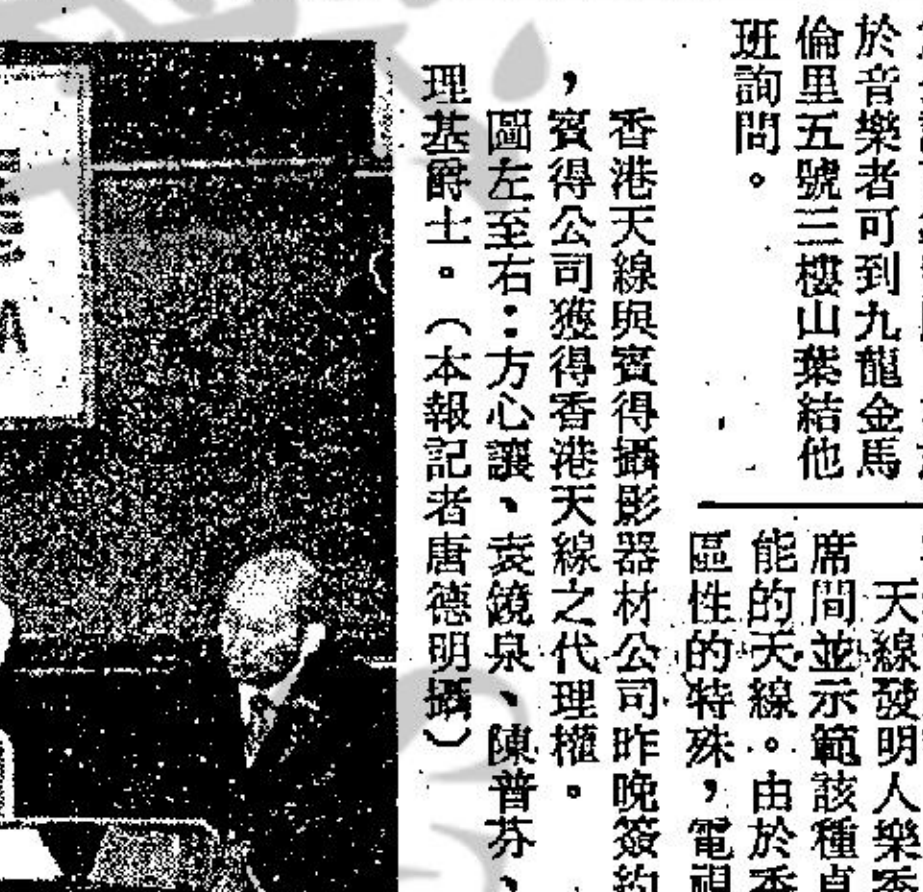 於音樂者可到九龍金馬
倫里五號三樓山葉結他
班詢問。
天線發明人樂
席間並示範該種
能的天線。由於香
區性的特殊，電視
香港天線與賓得攝影器材公司昨晚簽約
，賓得公司獲得香港天線之代理權。
圖左至右：方心讓、袁鏡泉、陳普芬、
理基爵士。（本報記者唐德明攝）